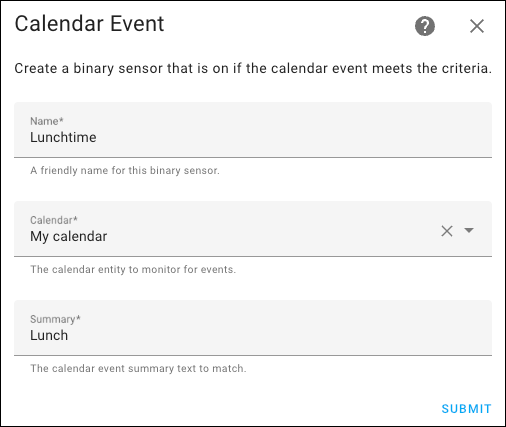 Calendar Event
Create a binary sensor that is on if the calendar event meets the criteria.
Name*
Lunchtime
A friendly name for this binary sensor.
Calendar*
My calendar
The calendar entity to monitor for events.
Summary*
Lunch
The calendar event summary text to match.
SUBMIT